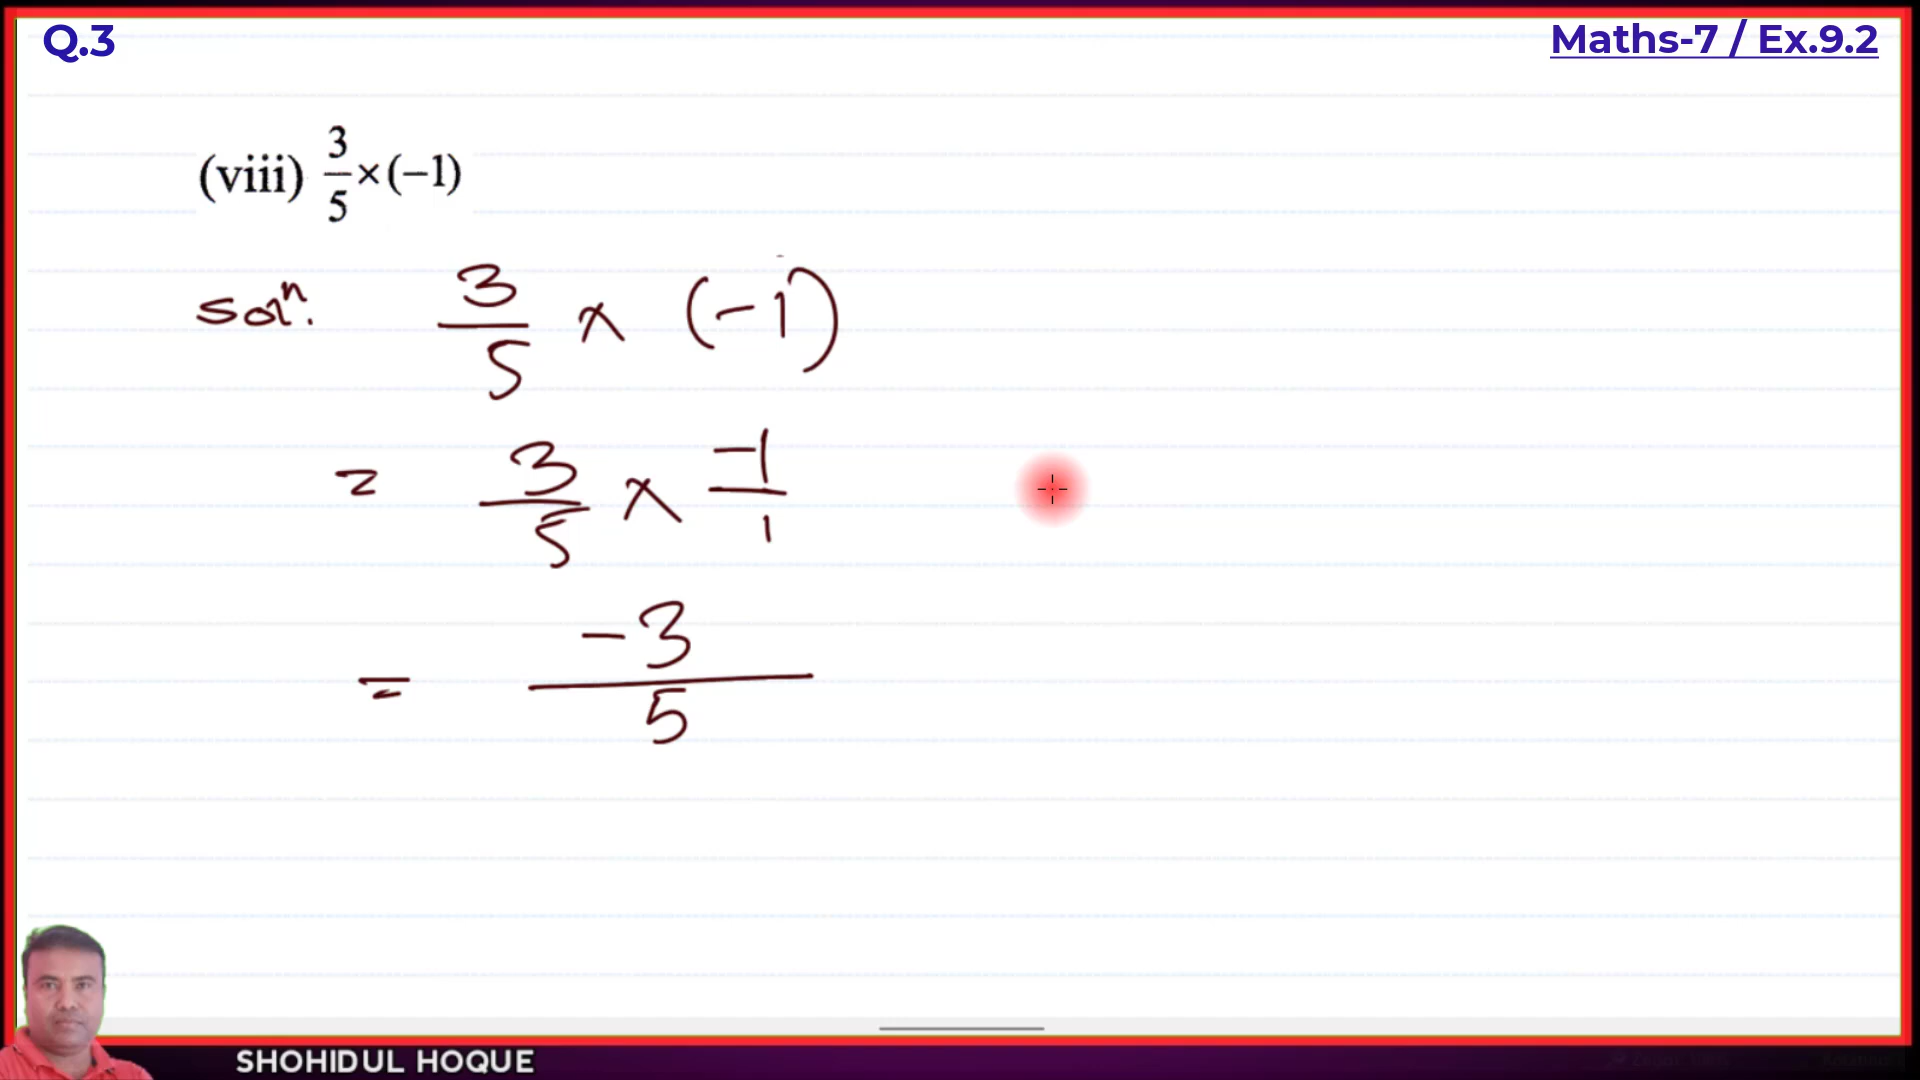 Q.3
Maths-7 / Ex.9.2
(viii) 3/5 × (−1)
Solⁿ. 3/5 × (−1)
= 3/5 × −1/1
= −3/5
SHOHIDUL HOQUE